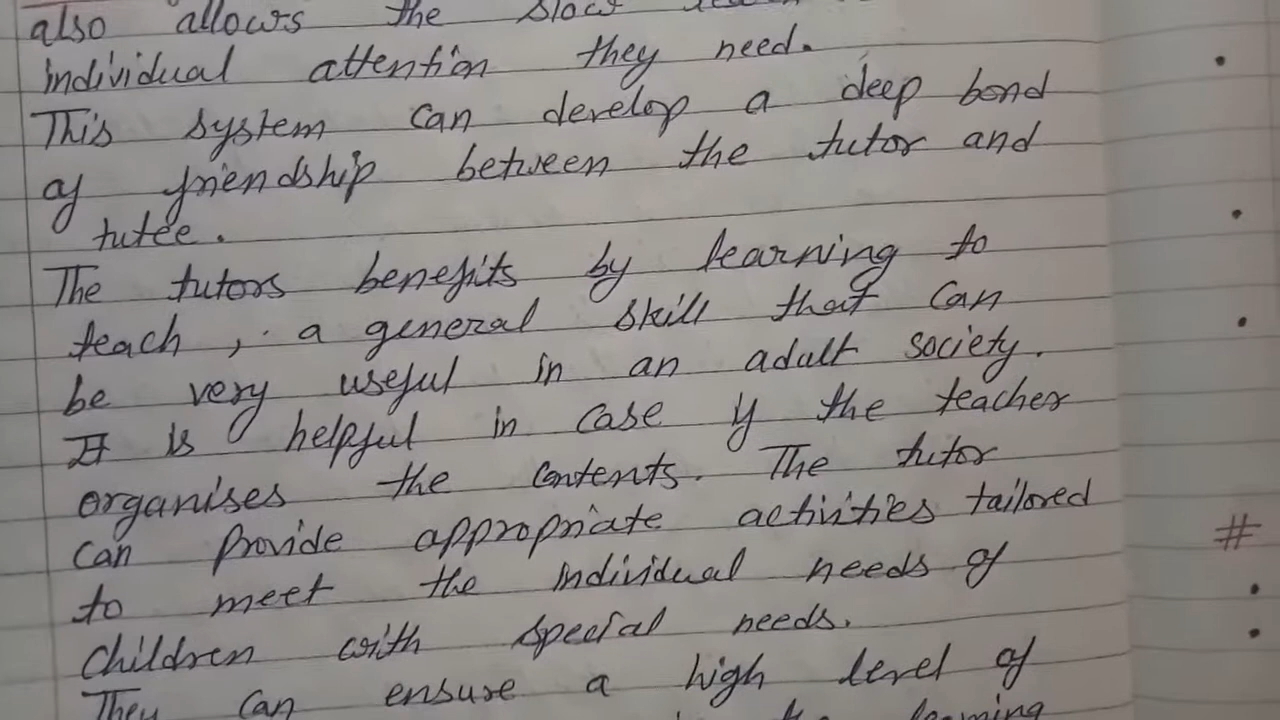 also allows the slow
individual attention they need.
This system can develop a deep bond
of friendship between the tutor and
tutee.
The tutors benefits by learning to
teach, a general skill that can
be very useful in an adult society.
It is helpful in case if the teacher
organises the contents. The tutor
can provide appropriate activities tailored
to meet the individual needs of
children with special needs.
They can ensure a high level of
learning
#